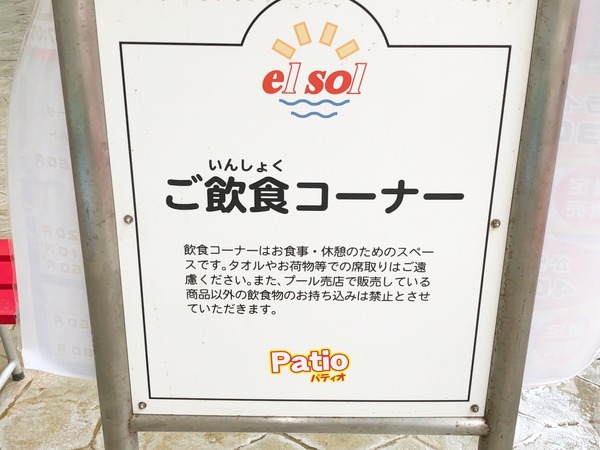 el sol
いんしょく
ご飲食コーナー
飲食コーナーはお食事・休憩のためのスペー
スです。タオルやお荷物等での席取りはご遠
慮ください。また、プール売店で販売している
商品以外の飲食物のお持ち込みは禁止とさせ
ていただきます。
Patio
パティオ